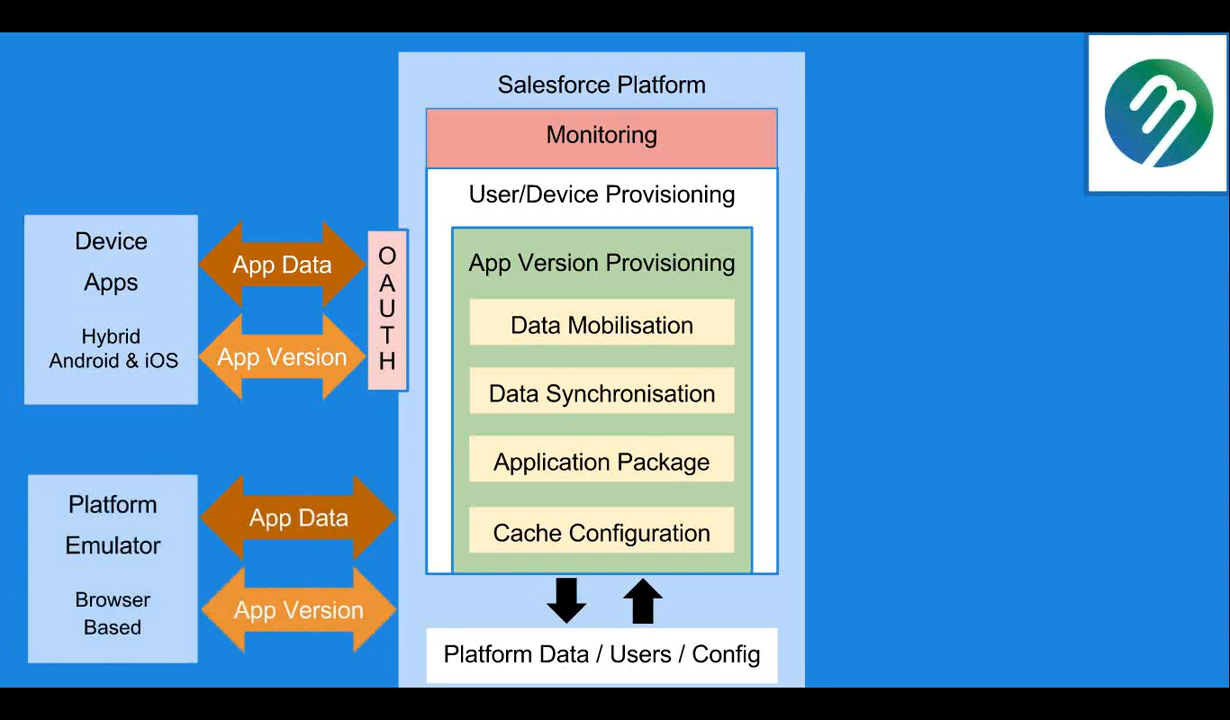 Salesforce Platform
Monitoring
User/Device Provisioning
App Version Provisioning
Data Mobilisation
Data Synchronisation
Application Package
Cache Configuration
Platform Data / Users / Config
Device
Apps
Hybrid
Android & iOS
App Data
App Version
OAUTH
Platform
Emulator
Browser
Based
App Data
App Version
m